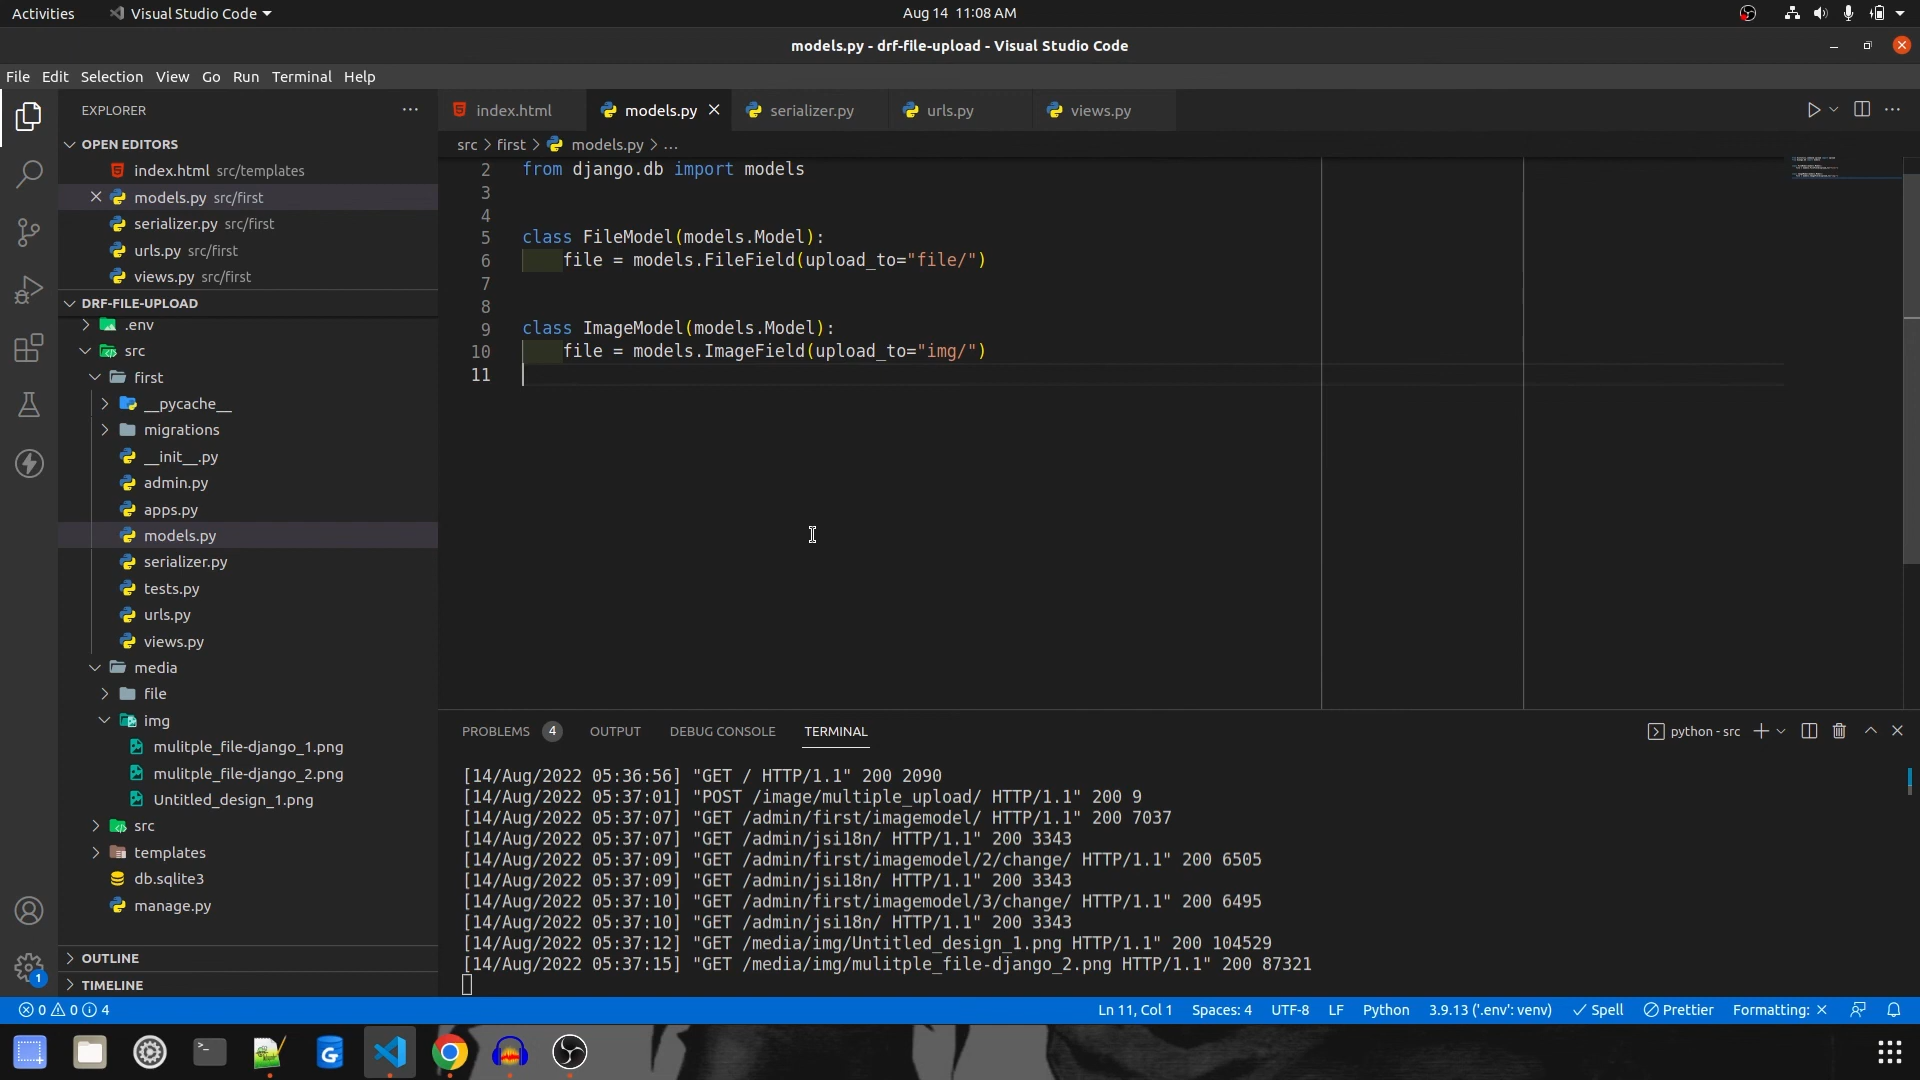 Activities
Visual Studio Code
Aug 14 11:08 AM
models.py - drf-file-upload - Visual Studio Code
File Edit Selection View Go Run Terminal Help
EXPLORER
OPEN EDITORS
index.html src/templates
models.py src/first
serializer.py src/first
urls.py src/first
views.py src/first
DRF-FILE-UPLOAD
.env
src
first
__pycache__
migrations
__init__.py
admin.py
apps.py
models.py
serializer.py
tests.py
urls.py
views.py
media
file
img
mulitple_file-django_1.png
mulitple_file-django_2.png
Untitled_design_1.png
src
templates
db.sqlite3
manage.py
OUTLINE
TIMELINE
index.html models.py serializer.py urls.py views.py
src > first > models.py > ...
2 from django.db import models
3
4
5 class FileModel(models.Model):
6 file = models.FileField(upload_to="file/")
7
8
9 class ImageModel(models.Model):
10 file = models.ImageField(upload_to="img/")
11
PROBLEMS 4 OUTPUT DEBUG CONSOLE TERMINAL
python - src
[14/Aug/2022 05:36:56] "GET / HTTP/1.1" 200 2090
[14/Aug/2022 05:37:01] "POST /image/multiple_upload/ HTTP/1.1" 200 9
[14/Aug/2022 05:37:07] "GET /admin/first/imagemodel/ HTTP/1.1" 200 7037
[14/Aug/2022 05:37:07] "GET /admin/jsi18n/ HTTP/1.1" 200 3343
[14/Aug/2022 05:37:09] "GET /admin/first/imagemodel/2/change/ HTTP/1.1" 200 6505
[14/Aug/2022 05:37:09] "GET /admin/jsi18n/ HTTP/1.1" 200 3343
[14/Aug/2022 05:37:10] "GET /admin/first/imagemodel/3/change/ HTTP/1.1" 200 6495
[14/Aug/2022 05:37:10] "GET /admin/jsi18n/ HTTP/1.1" 200 3343
[14/Aug/2022 05:37:12] "GET /media/img/Untitled_design_1.png HTTP/1.1" 200 104529
[14/Aug/2022 05:37:15] "GET /media/img/mulitple_file-django_2.png HTTP/1.1" 200 87321
1
0 0 4
Ln 11, Col 1 Spaces: 4 UTF-8 LF Python 3.9.13 ('.env': venv) Spell Prettier Formatting: ×